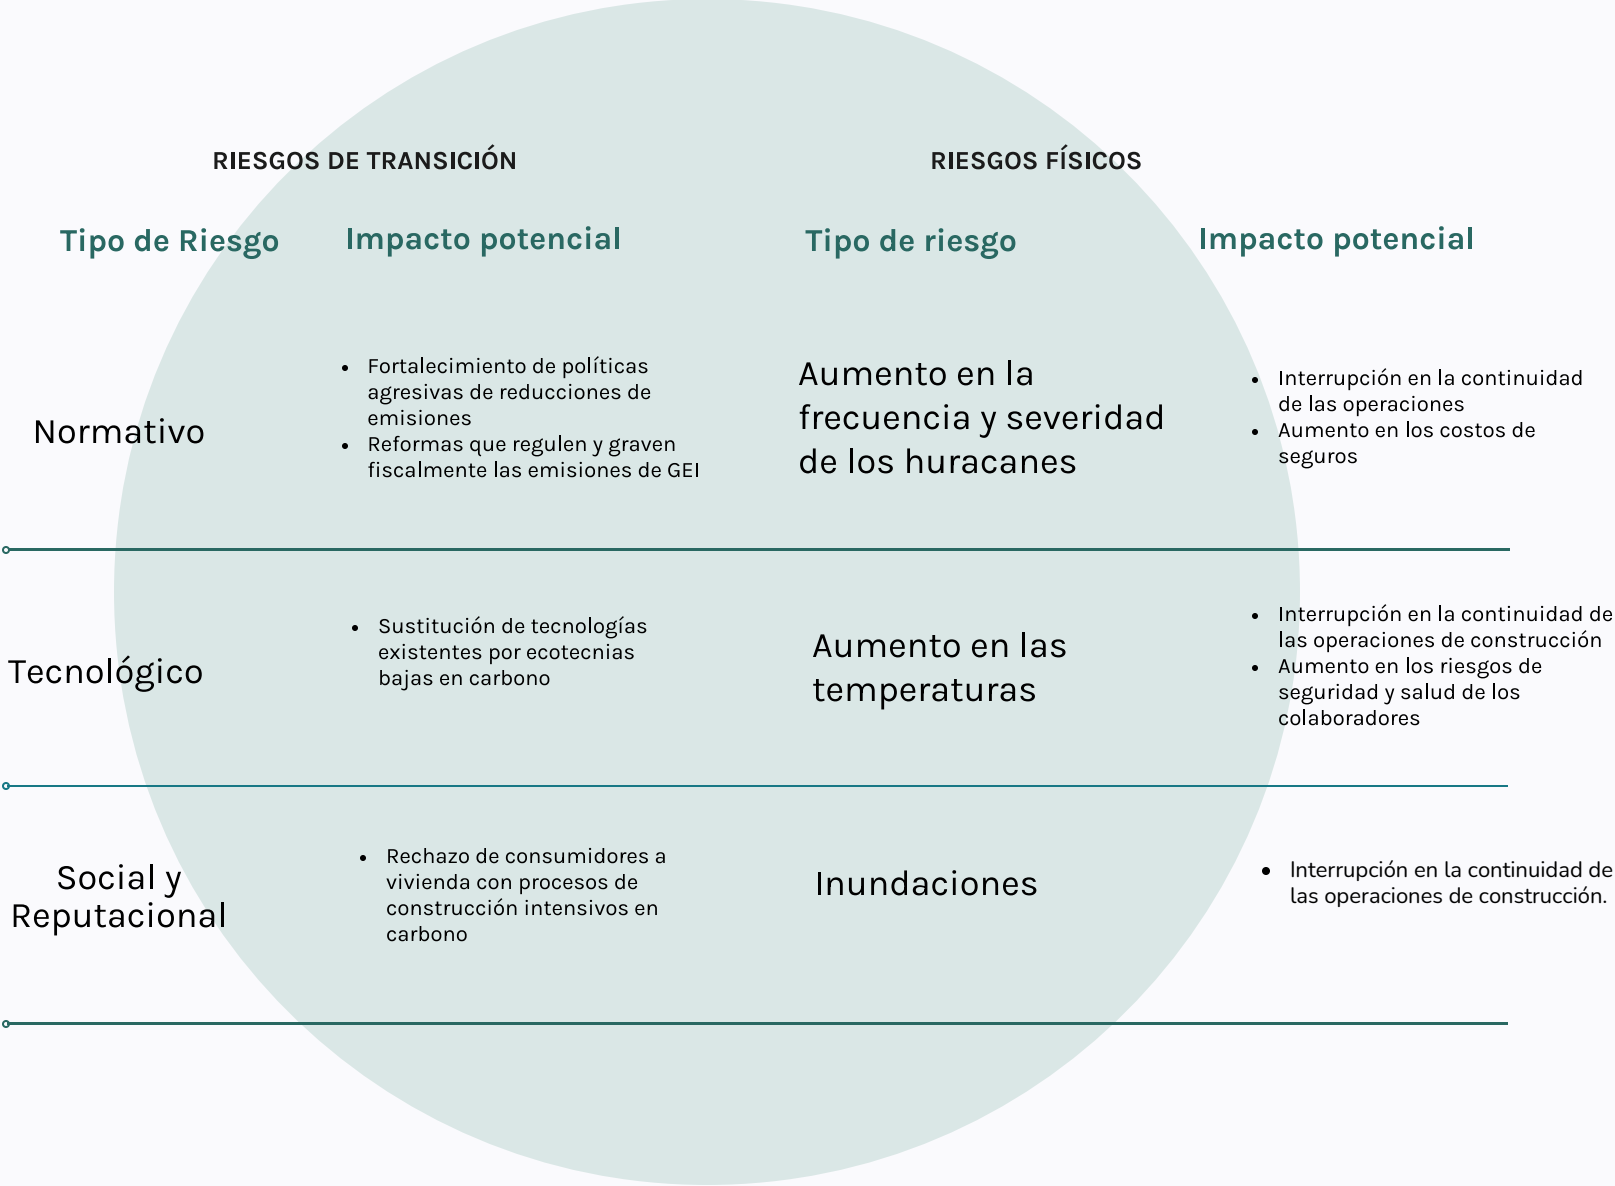 RIESGOS DE TRANSICIÓN
RIESGOS FÍSICOS
Tipo de Riesgo
Impacto potencial
Tipo de riesgo
Impacto potencial
Normativo
• Fortalecimiento de políticas
agresivas de reducciones de
emisiones
• Reformas que regulen y graven
fiscalmente las emisiones de GEI
Aumento en la
frecuencia y severidad
de los huracanes
• Interrupción en la continuidad
de las operaciones
• Aumento en los costos de
seguros
Tecnológico
• Sustitución de tecnologías
existentes por ecotecnias
bajas en carbono
Aumento en las
temperaturas
• Interrupción en la continuidad de
las operaciones de construcción
• Aumento en los riesgos de
seguridad y salud de los
colaboradores
Social y
Reputacional
• Rechazo de consumidores a
vivienda con procesos de
construcción intensivos en
carbono
Inundaciones
• Interrupción en la continuidad de
las operaciones de construcción.